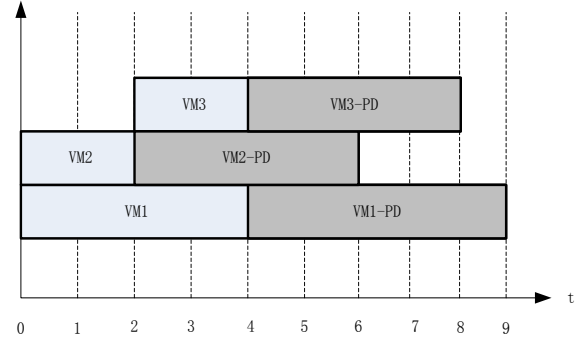 VM3 VM3-PD
VM2 VM2-PD
VM1 VM1-PD
t
0 1 2 3 4 5 6 7 8 9